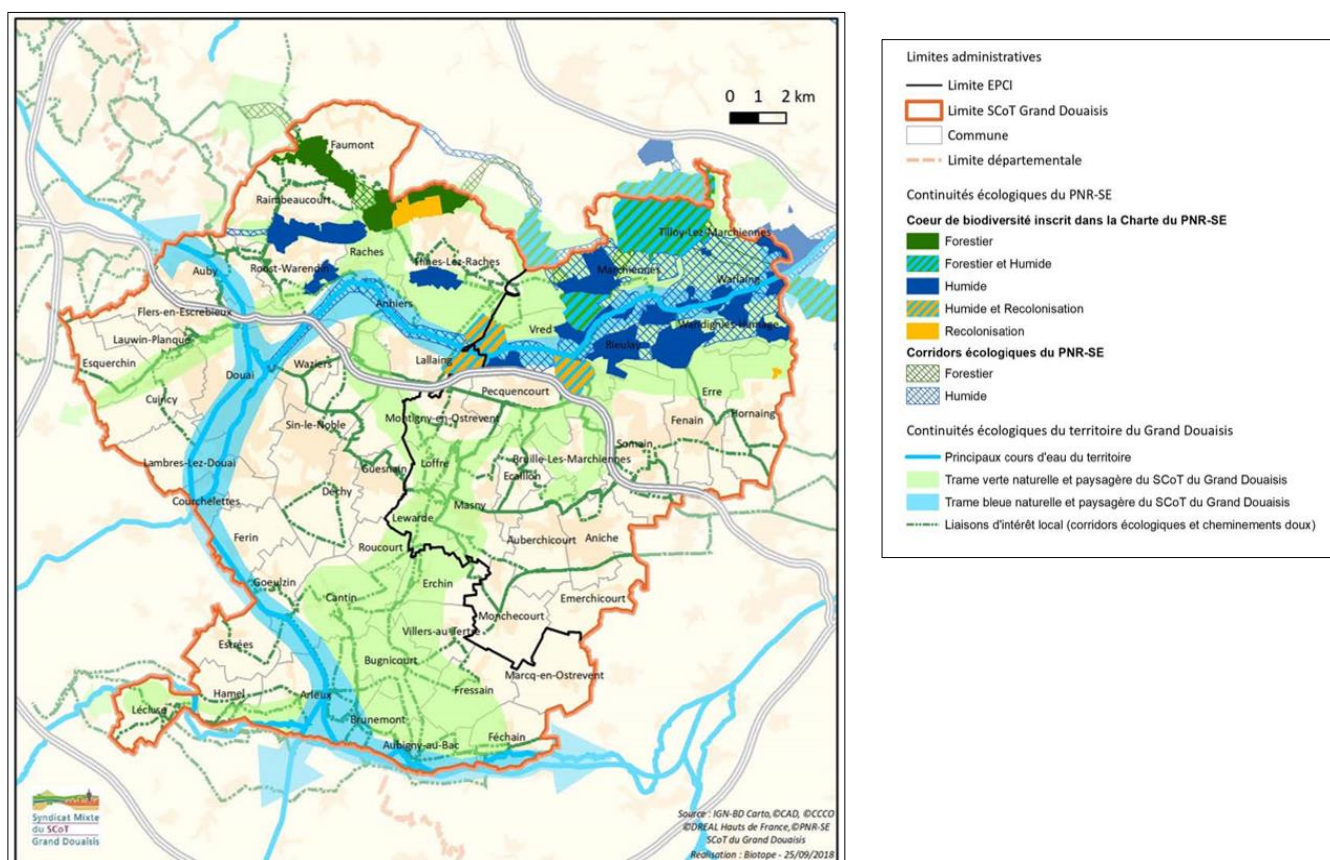 0 1 2 km
Faumont
Raimbeaucourt
Raches
Tilloy-Lez-Marchiennes
Roost-Warendin
Flines-Lez-Raches
Marchiennes
Warlaing
Auby
Anhiers
Flers-en-Escrebieux
Vred
Wandignies-Hamage
Lauwin-Planque
Rieulay
Esquerchin
Waziers
Lallaing
Douai
Pecquencourt
Erre
Cuincy
Montigny-en-Ostrevent
Fenain
Hornaing
Sin-le-Noble
Somain
Bruille-Les-Marchiennes
Lambres-Lez-Douai
Guesnain
Loffre
Ecaillon
Déchy
Courchelettes
Masny
Lewarde
Ferin
Auberchicourt
Aniche
Roucourt
Goeulzin
Erchin
Cantin
Emerchicourt
Monchecourt
Villers-au-Tertre
Estrées
Bugnicourt
Marcq-en-Ostrevent
Hamel
Arleux
Fressain
Lécluse
Brunemont
Féchain
Aubigny-au-Bac
Syndicat Mixte
du SCoT
Grand Douaisis
Source : IGN-BD Carto,©CAD, ©CCCO
©DREAL Hauts de France,©PNR-SE
SCoT du Grand Douaisis
Réalisation : Biotope - 25/09/2018
Limites administratives
Limite EPCI
Limite SCoT Grand Douaisis
Commune
Limite départementale
Continuités écologiques du PNR-SE
Coeur de biodiversité inscrit dans la Charte du PNR-SE
Forestier
Forestier et Humide
Humide
Humide et Recolonisation
Recolonisation
Corridors écologiques du PNR-SE
Forestier
Humide
Continuités écologiques du territoire du Grand Douaisis
Principaux cours d'eau du territoire
Trame verte naturelle et paysagère du SCoT du Grand Douaisis
Trame bleue naturelle et paysagère du SCoT du Grand Douaisis
Liaisons d'intérêt local (corridors écologiques et cheminements doux)